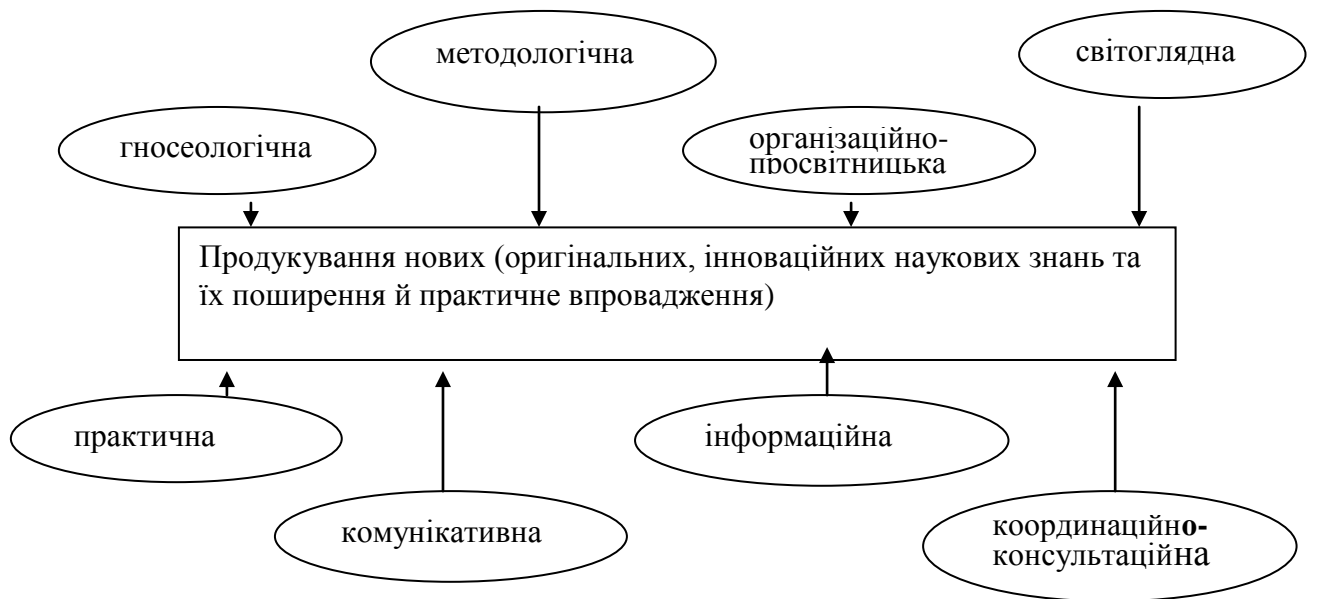 методологічна
світоглядна
гносеологічна
організаційно-
просвітницька
Продукування нових (оригінальних, інноваційних наукових знань та
їх поширення й практичне впровадження)
практична
інформаційна
комунікативна
координаційно-
консультаційна